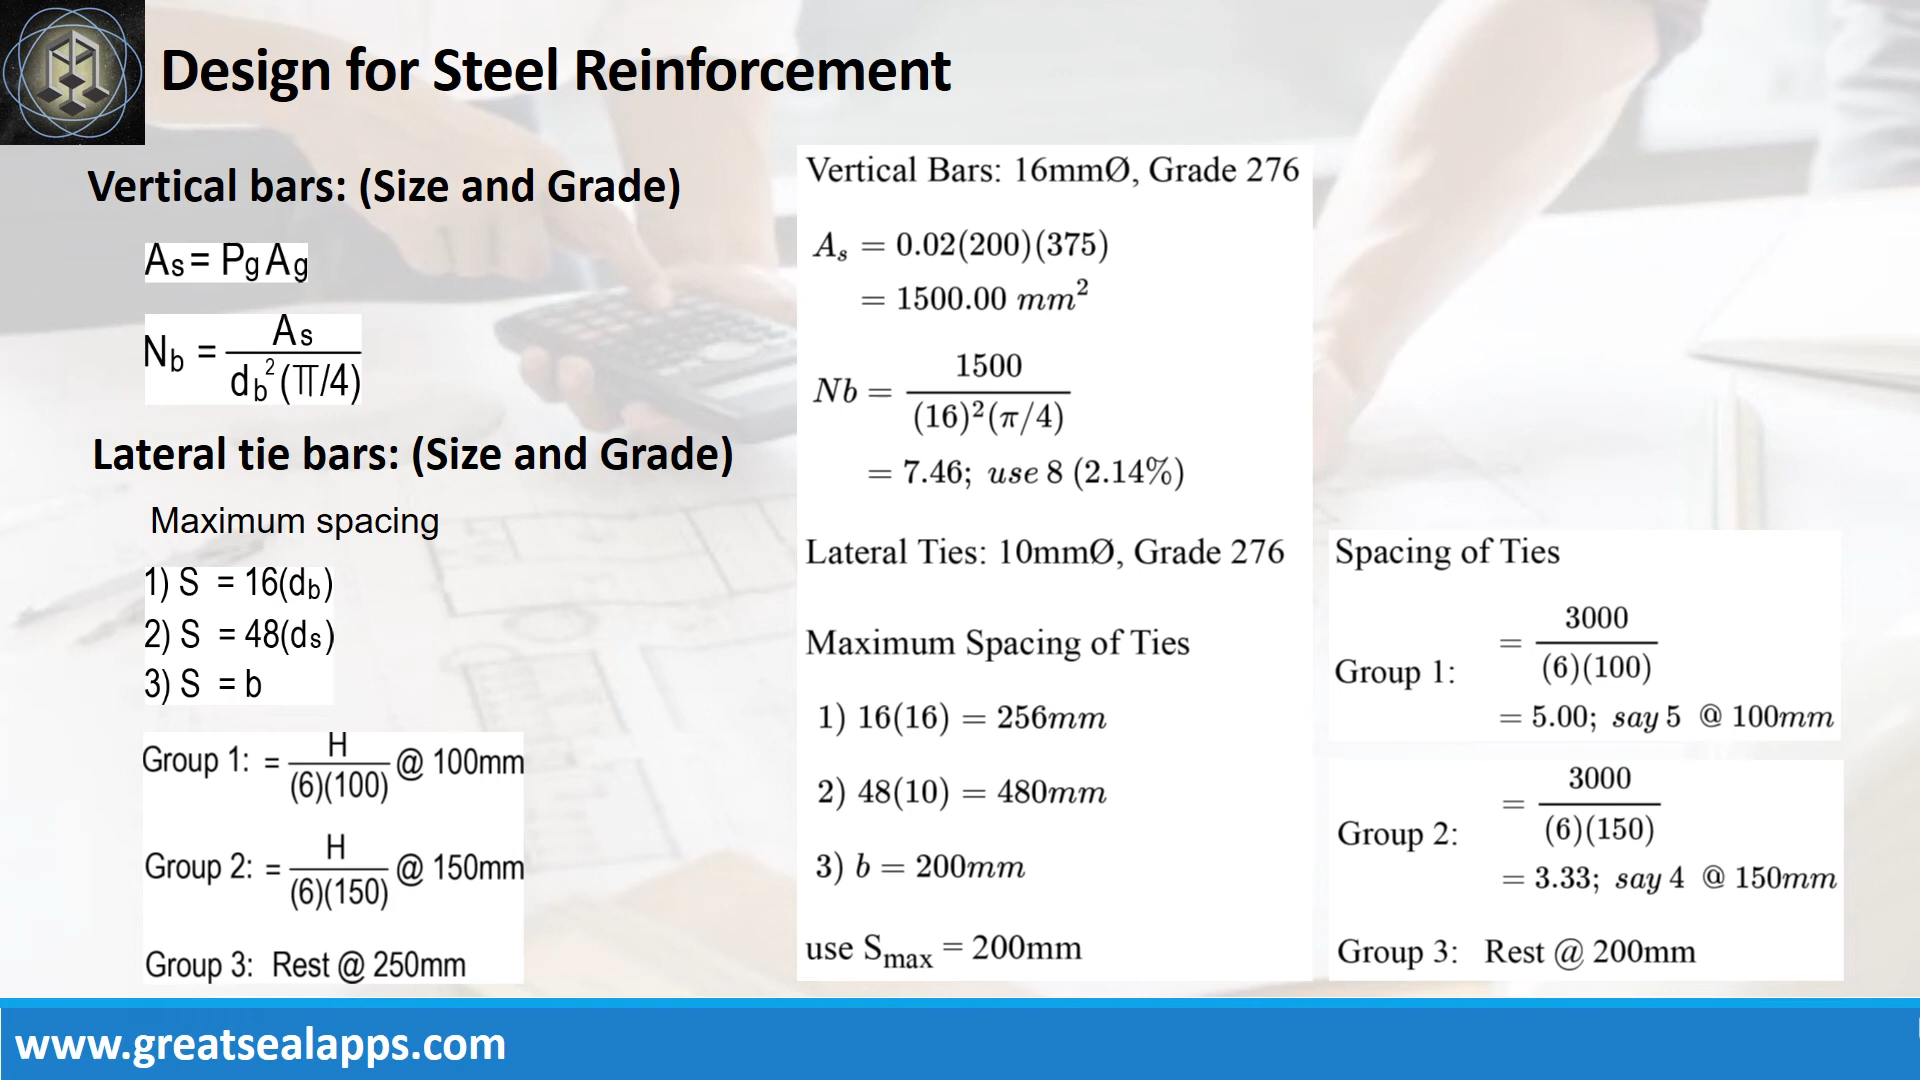 Design for Steel Reinforcement
Vertical bars: (Size and Grade)
As = PgAg
Nb = As / db²(π/4)
Lateral tie bars: (Size and Grade)
Maximum spacing
1) S = 16(db)
2) S = 48(ds)
3) S = b
Group 1: = H / (6)(100) @ 100mm
Group 2: = H / (6)(150) @ 150mm
Group 3: Rest @ 250mm
Vertical Bars: 16mmØ, Grade 276
As = 0.02(200)(375)
= 1500.00 mm²
Nb = 1500 / (16)²(π/4)
= 7.46; use 8 (2.14%)
Lateral Ties: 10mmØ, Grade 276
Maximum Spacing of Ties
1) 16(16) = 256mm
2) 48(10) = 480mm
3) b = 200mm
use Smax = 200mm
Spacing of Ties
Group 1: = 3000 / (6)(100)
= 5.00; say 5 @ 100mm
Group 2: = 3000 / (6)(150)
= 3.33; say 4 @ 150mm
Group 3: Rest @ 200mm
www.greatsealapps.com